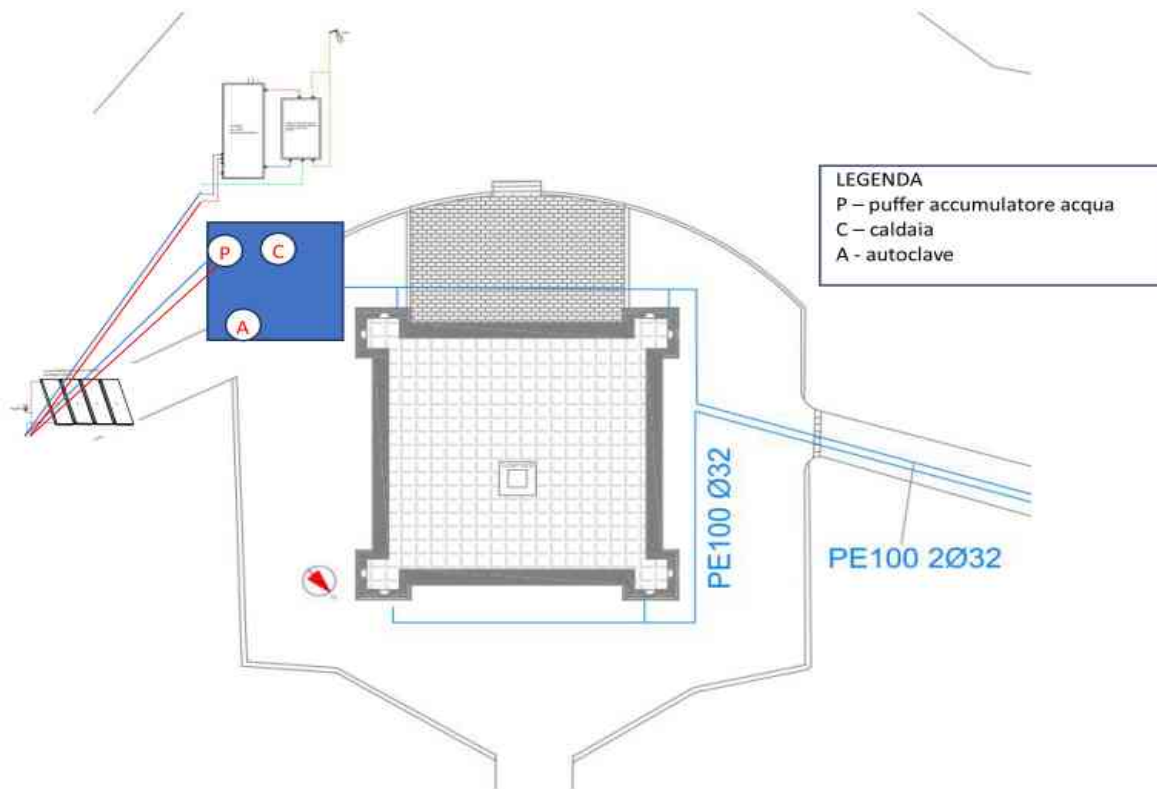 LEGENDA
P – puffer accumulatore acqua
C – caldaia
A - autoclave
P
C
A
PE100 Ø32
PE100 2Ø32